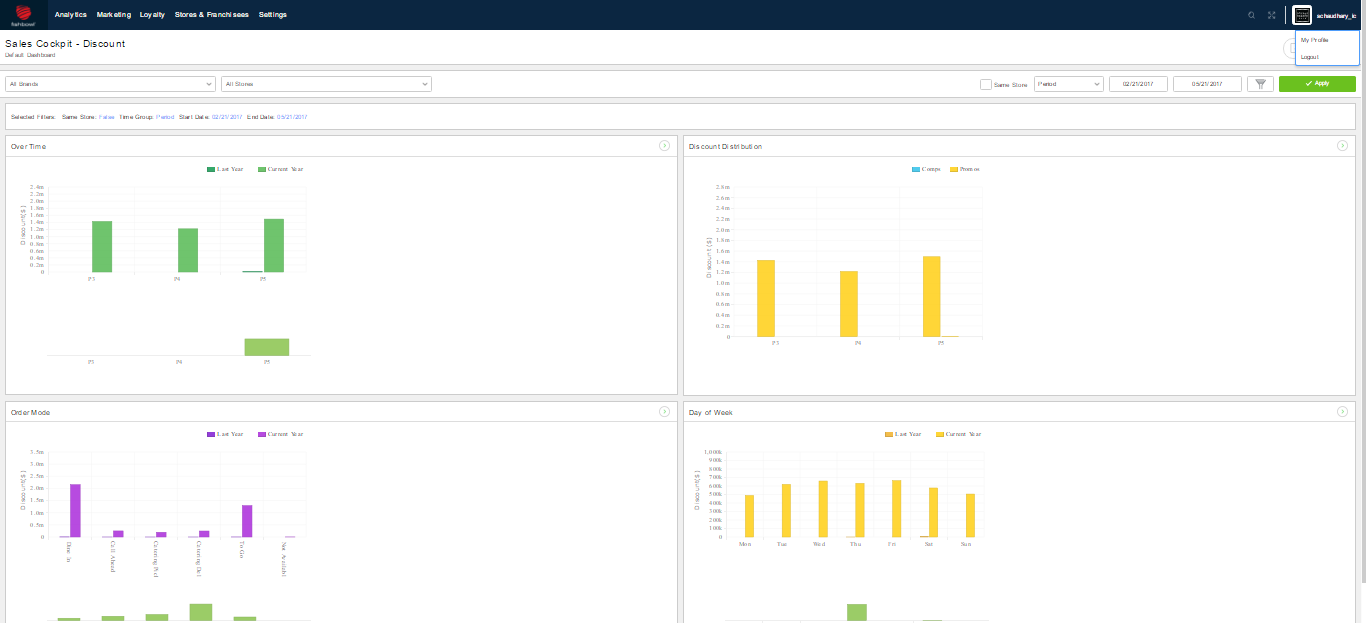 fishbowl
Analytics Marketing Loyalty Stores & Franchisees Settings
schaudhary_ic
My Profile
Logout
Sales Cockpit - Discount
Default Dashboard
All Brands
All Stores
Same Store
Period
02/21/2017
05/21/2017
Apply
Selected Filters: Same Store: False Time Group: Period Start Date: 02/21/2017 End Date: 05/21/2017
Over Time
Last Year Current Year
Discount($)
2.4m
2.2m
2.0m
1.8m
1.6m
1.4m
1.2m
1.0m
0.8m
0.6m
0.4m
0.2m
0
P3 P4 P5
P3 P4 P5
Discount Distribution
Comps Promos
Discount ($)
2.8m
2.6m
2.4m
2.2m
2.0m
1.8m
1.6m
1.4m
1.2m
1.0m
0.8m
0.6m
0.4m
0.2m
0
P3 P4 P5
Order Mode
Last Year Current Year
Discount($)
3.5m
3.0m
2.5m
2.0m
1.5m
1.0m
0.5m
0
Dine In
Call Ahead
Catering Del
To Go
Not Availabl
Day of Week
Last Year Current Year
Discount($)
1,000k
900k
800k
700k
600k
500k
400k
300k
200k
100k
0
Mon Tue Wed Thu Fri Sat Sun